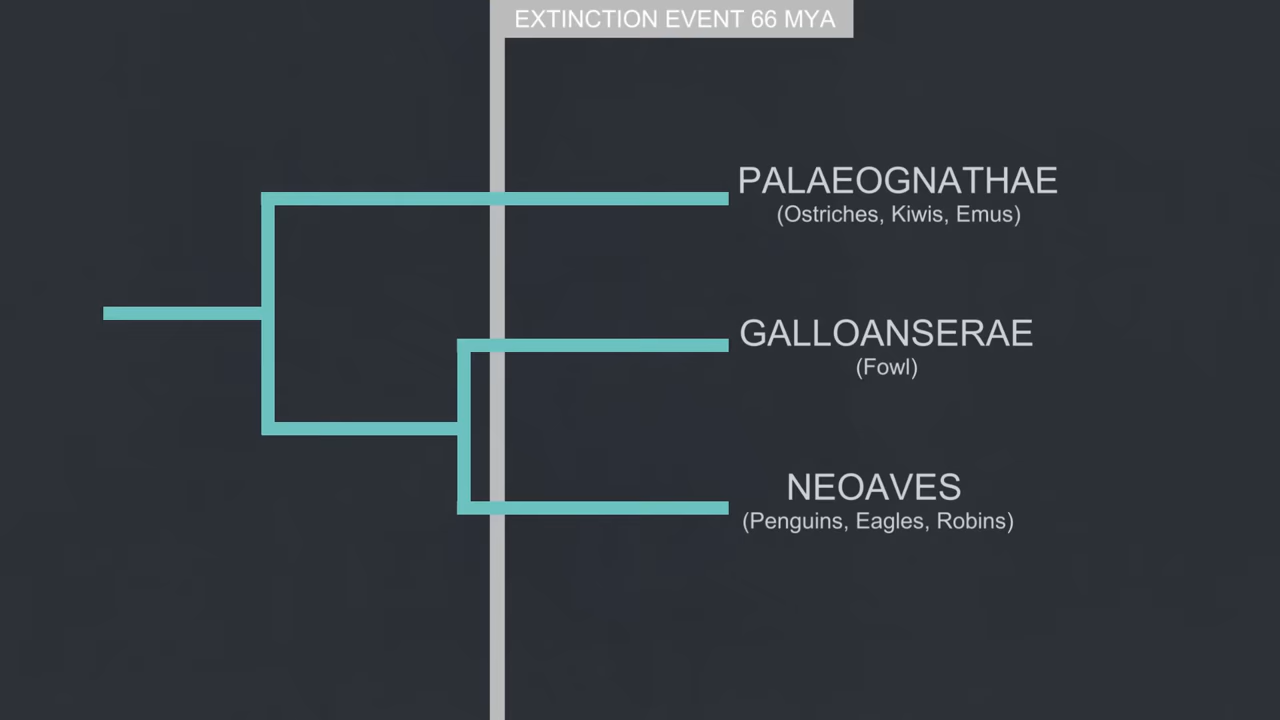 EXTINCTION EVENT 66 MYA
PALAEOGNATHAE
(Ostriches, Kiwis, Emus)
GALLOANSERAE
(Fowl)
NEOAVES
(Penguins, Eagles, Robins)